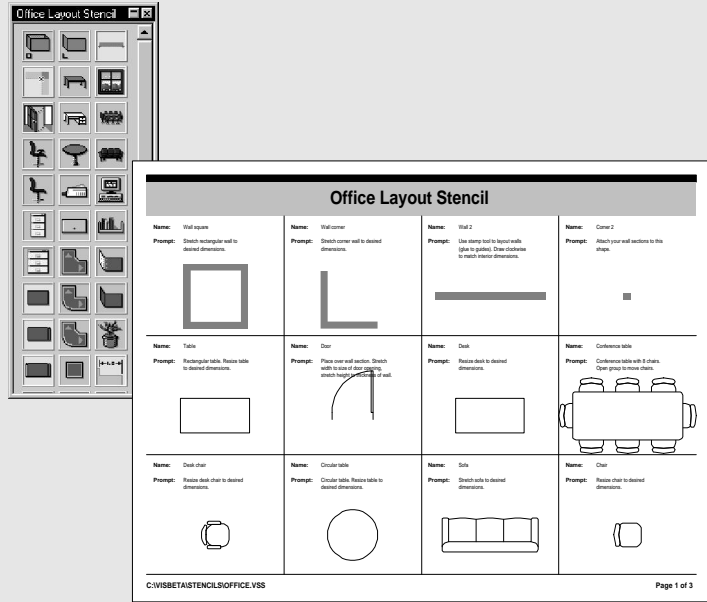 Office Layout Stencil
Office Layout Stencil
Name: Wall square
Prompt: Stretch rectangular wall to
desired dimensions.
Name: Wall corner
Prompt: Stretch corner wall to desired
dimensions.
Name: Wall 2
Prompt: Use stamp tool to layout walls
(glue to guides). Draw clockwise
to match interior dimensions.
Name: Corner 2
Prompt: Attach your wall sections to this
shape.
Name: Table
Prompt: Rectangular table. Resize table
to desired dimensions.
Name: Door
Prompt: Place over wall section. Stretch
width to size of door opening,
stretch height to thickness of wall.
Name: Desk
Prompt: Resize desk to desired
dimensions.
Name: Conference table
Prompt: Conference table with 8 chairs.
Open group to move chairs.
Name: Desk chair
Prompt: Resize desk chair to desired
dimensions.
Name: Circular table
Prompt: Circular table. Resize table to
desired dimensions.
Name: Sofa
Prompt: Stretch sofa to desired
dimensions.
Name: Chair
Prompt: Resize chair to desired
dimensions.
C:\VISBETA\STENCILS\OFFICE.VSS
Page 1 of 3